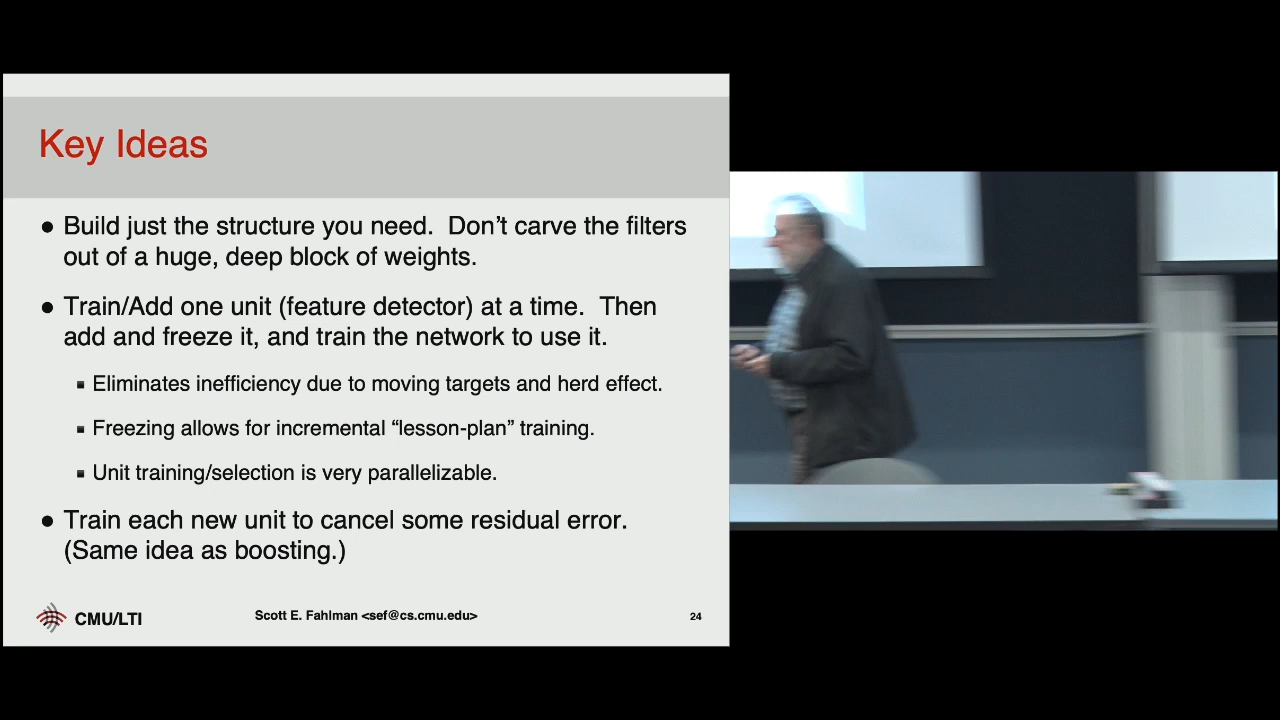 Key Ideas
● Build just the structure you need.  Don’t carve the filters
out of a huge, deep block of weights.
● Train/Add one unit (feature detector) at a time.  Then
add and freeze it, and train the network to use it.
▪ Eliminates inefficiency due to moving targets and herd effect.
▪ Freezing allows for incremental “lesson-plan” training.
▪ Unit training/selection is very parallelizable.
● Train each new unit to cancel some residual error.
(Same idea as boosting.)
CMU/LTI
Scott E. Fahlman <sef@cs.cmu.edu>
24